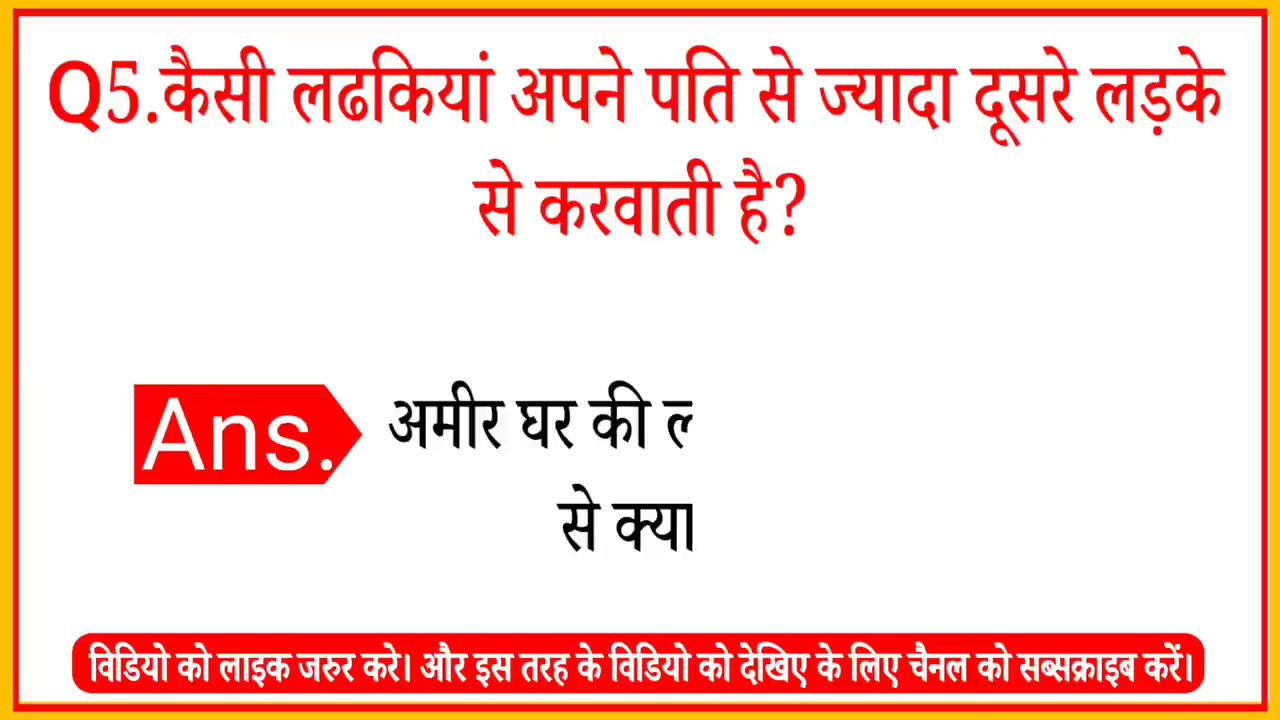 Q5.कैसी लढकियां अपने पति से ज्यादा दूसरे लड़के
से करवाती है?
Ans. अमीर घर की
से क्या
विडियो को लाइक जरुर करे। और इस तरह के विडियो को देखिए के लिए चैनल को सब्सक्राइब करें।